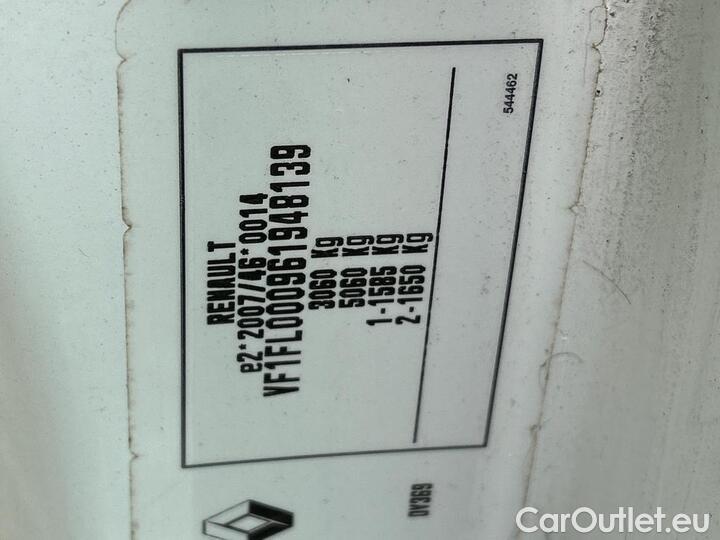 RENAULT
e2*2007/46*0014
VF1FL000961948139
3060 Kg
5060 Kg
1-1585 Kg
2-1650 Kg
544462
DV369
CarOutlet.eu